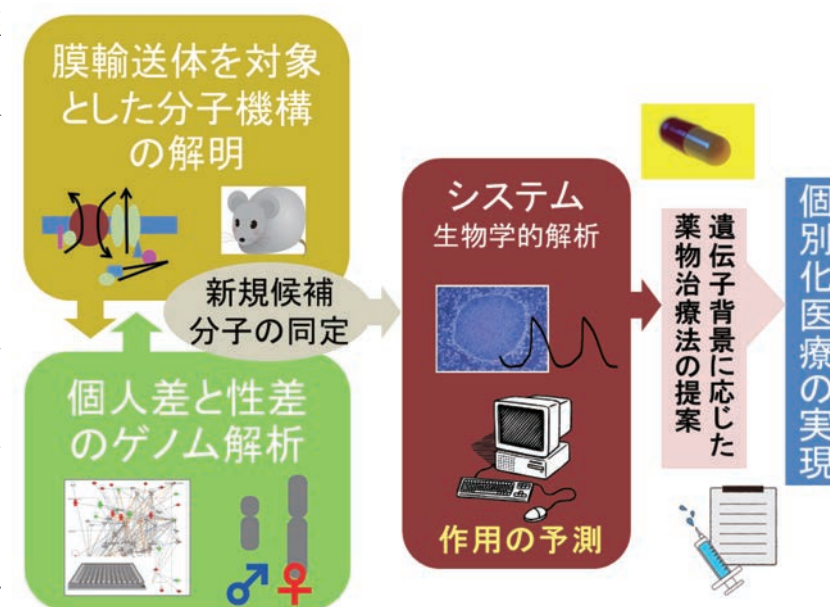 膜輸送体を対象
とした分子機構
の解明
新規候補
分子の同定
個人差と性差
のゲノム解析
システム
生物学的解析
作用の予測
遺伝子背景に応じた
薬物治療法の提案
個別化医療の実現